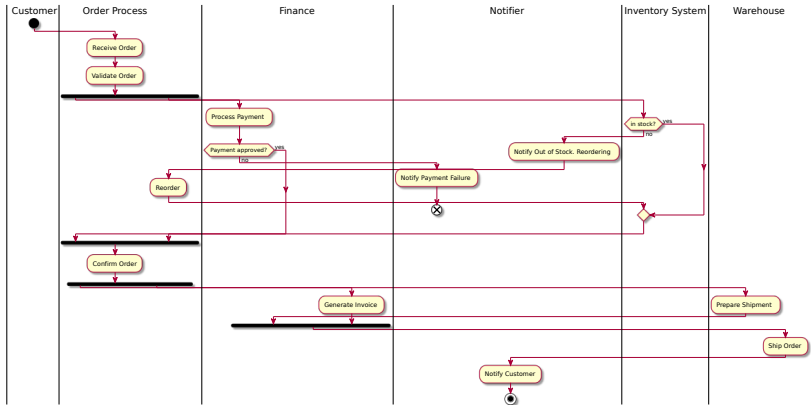 Customer
Order Process
Finance
Notifier
Inventory System
Warehouse
Receive Order
Validate Order
Process Payment
in stock?
yes
no
Payment approved?
yes
no
Notify Out of Stock. Reordering
Notify Payment Failure
Reorder
Confirm Order
Generate Invoice
Prepare Shipment
Ship Order
Notify Customer